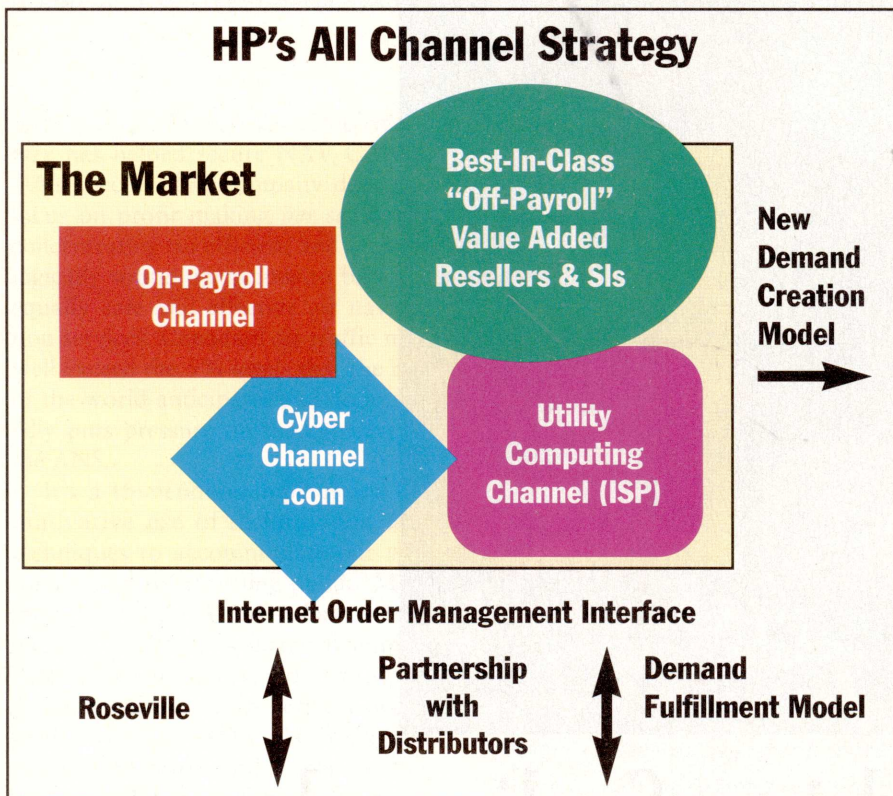 HP's All Channel Strategy
The Market
On-Payroll
Channel
Best-In-Class
"Off-Payroll"
Value Added
Resellers & SIs
Cyber
Channel
.com
Utility
Computing
Channel (ISP)
New
Demand
Creation
Model
Internet Order Management Interface
Roseville
Partnership
with
Distributors
Demand
Fulfillment Model